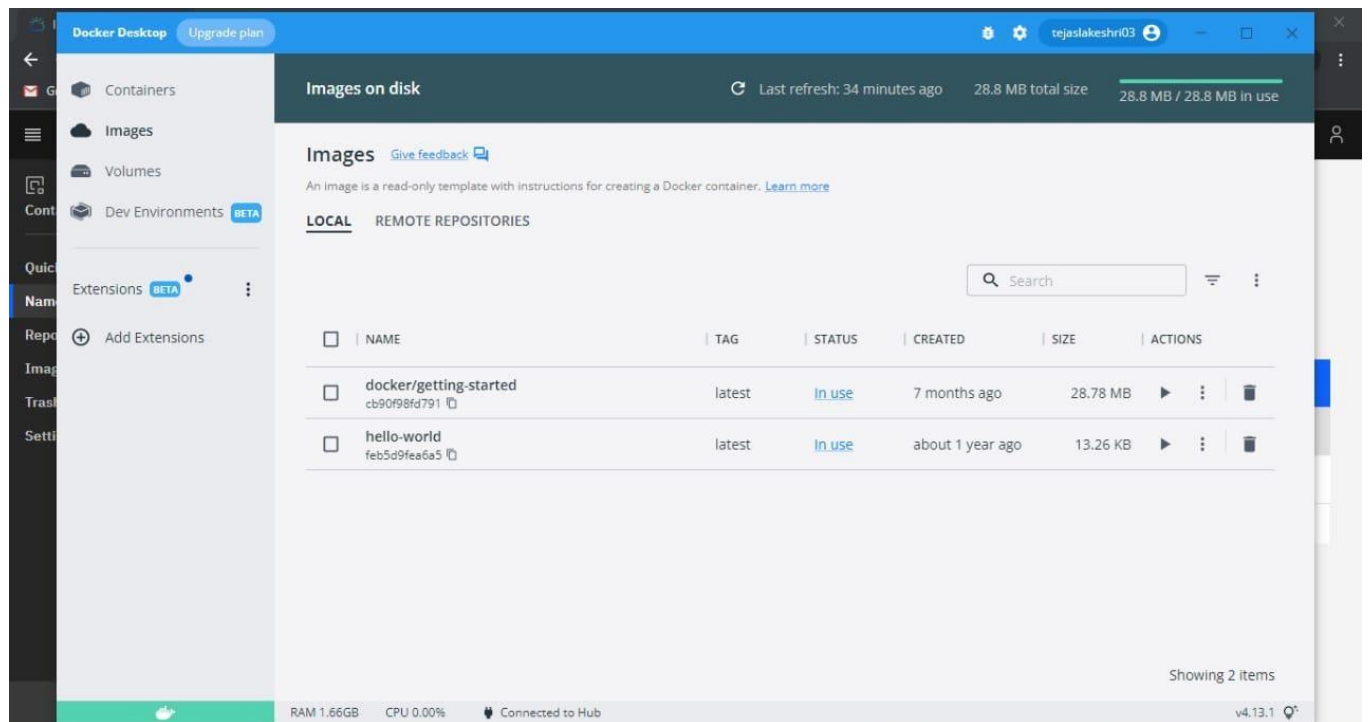 Docker Desktop Upgrade plan tejaslakeshri03
Containers
Images
Volumes
Dev Environments BETA
Extensions BETA
Add Extensions
Cont
Quic
Nam
Repo
Imag
Trash
Setti
Images on disk Last refresh: 34 minutes ago 28.8 MB total size 28.8 MB / 28.8 MB in use
Images Give feedback
An image is a read-only template with instructions for creating a Docker container. Learn more
LOCAL REMOTE REPOSITORIES
Search
NAME TAG STATUS CREATED SIZE ACTIONS
docker/getting-started latest In use 7 months ago 28.78 MB
cb90f98fd791
hello-world latest In use about 1 year ago 13.26 KB
feb5d9fea6a5
Showing 2 items
RAM 1.66GB CPU 0.00% Connected to Hub v4.13.1